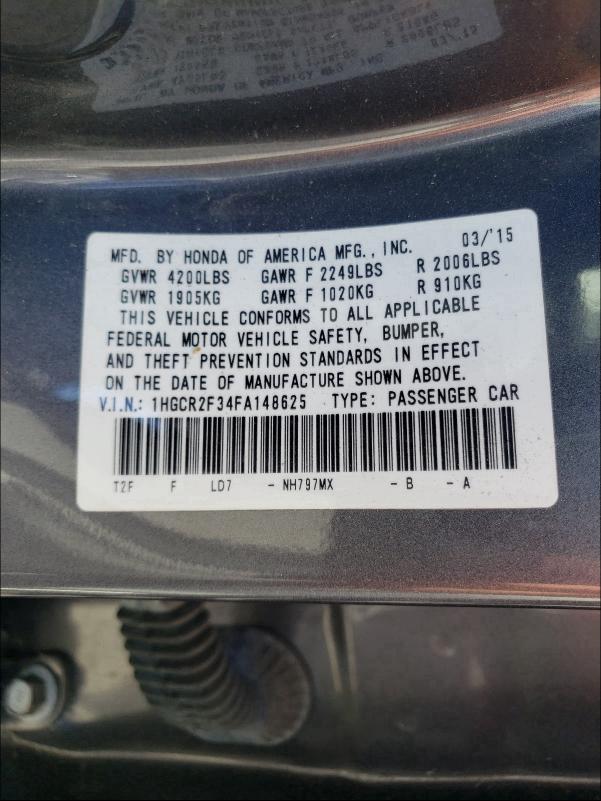 MFD. BY HONDA OF AMERICA MFG., INC. 03/'15
GVWR 4200LBS GAWR F 2249LBS R 2006LBS
GVWR 1905KG GAWR F 1020KG R 910KG
THIS VEHICLE CONFORMS TO ALL APPLICABLE
FEDERAL MOTOR VEHICLE SAFETY, BUMPER,
AND THEFT PREVENTION STANDARDS IN EFFECT
ON THE DATE OF MANUFACTURE SHOWN ABOVE.
V.I.N.: 1HGCR2F34FA148625 TYPE: PASSENGER CAR
T2F F LD7 - NH797MX - B - A